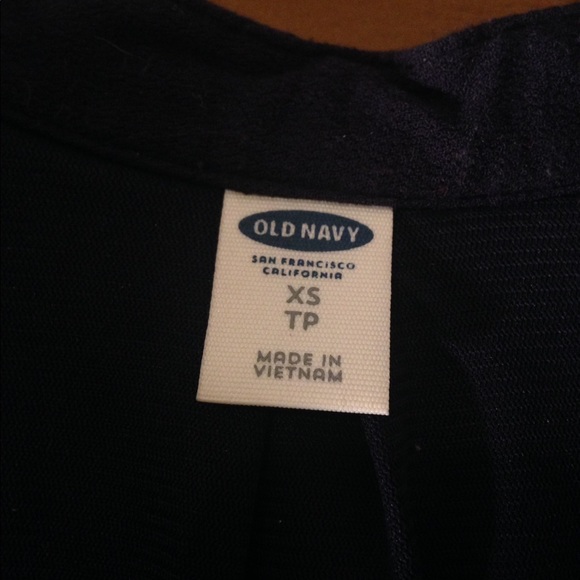 OLD NAVY
SAN FRANCISCO
CALIFORNIA
XS
TP
MADE IN
VIETNAM